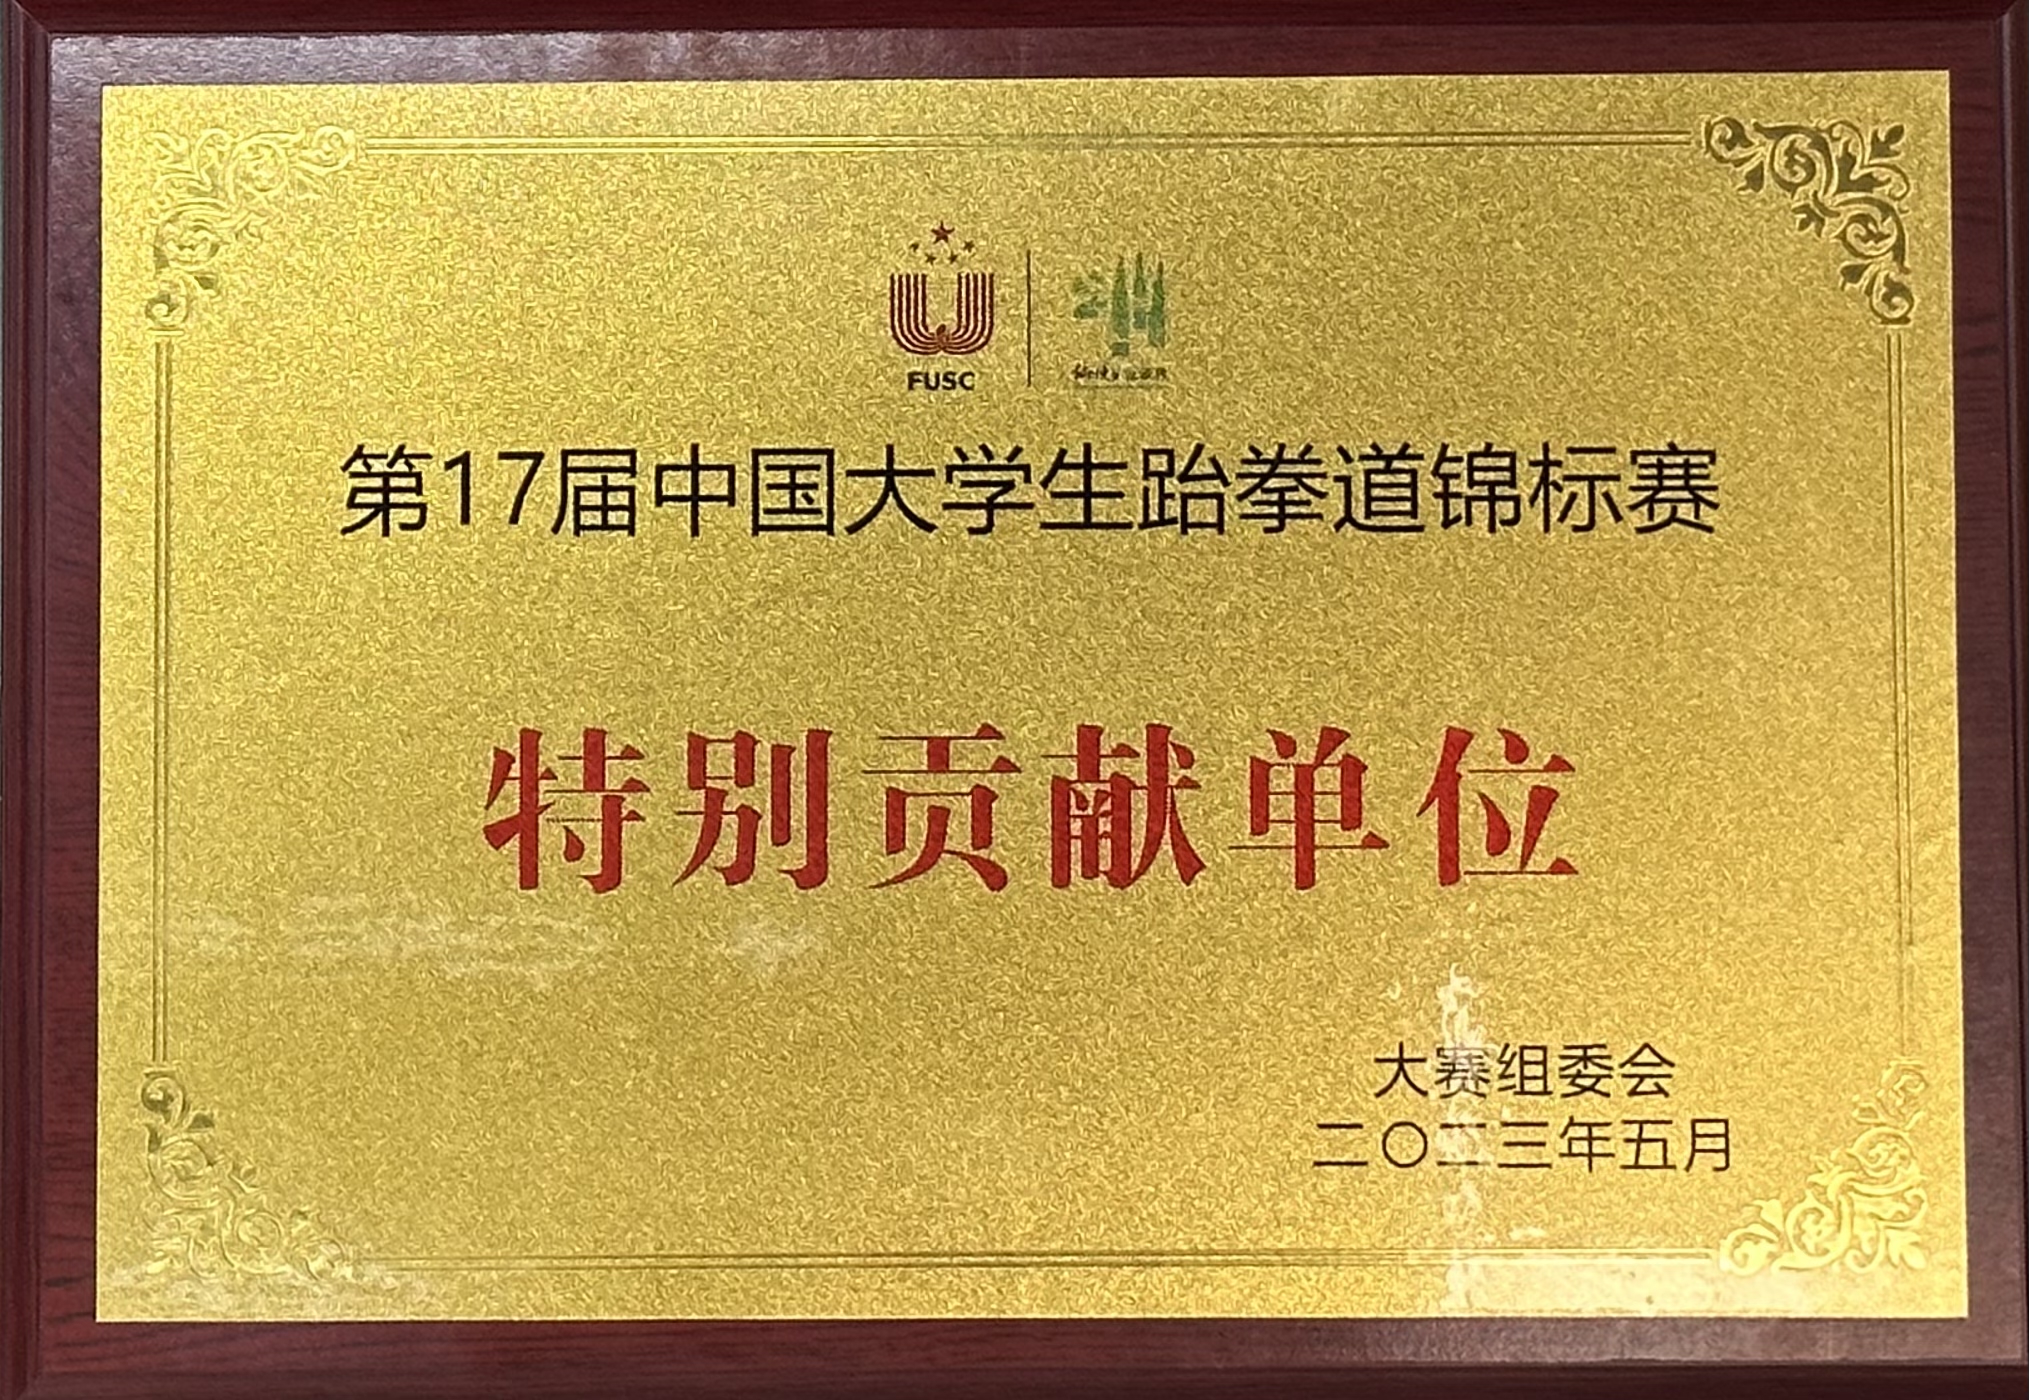 FUSC
第17届中国大学生跆拳道锦标赛
特别贡献单位
大赛组委会
二〇二三年五月